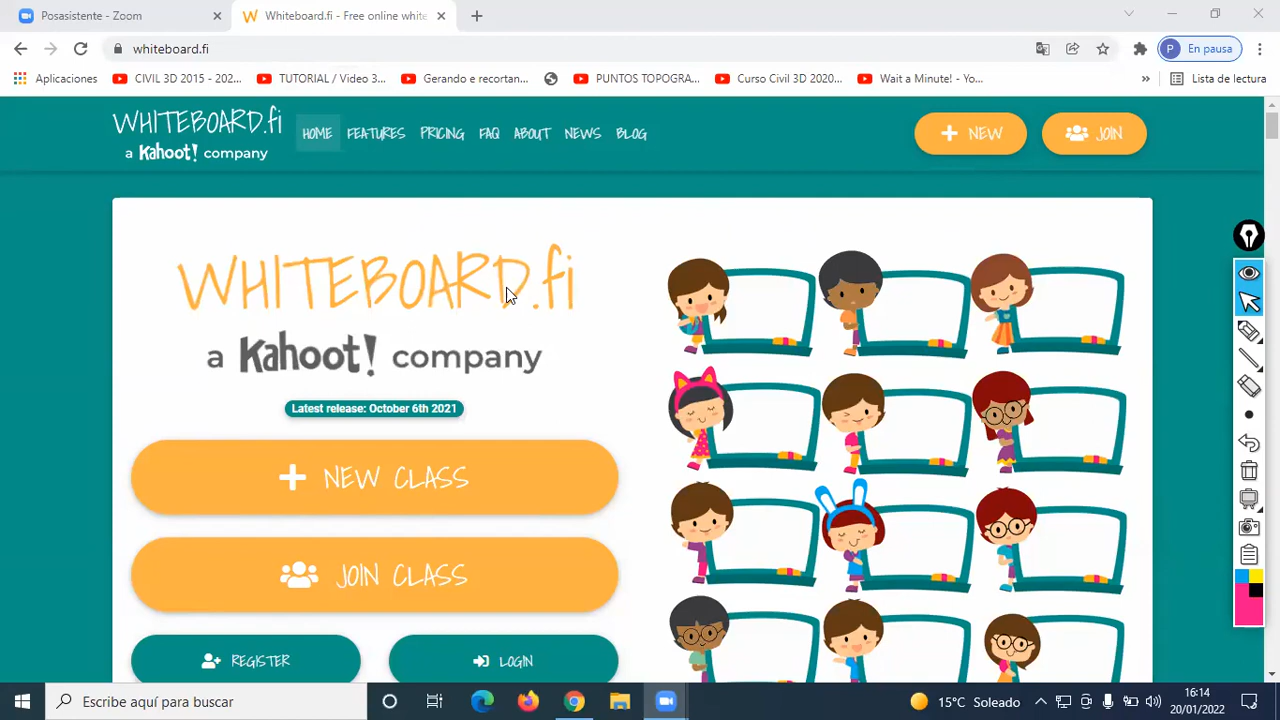 Posasistente - Zoom
Whiteboard.fi - Free online white
whiteboard.fi
P En pausa
Aplicaciones
CIVIL 3D 2015 - 202...
TUTORIAL / Video 3...
Gerando e recortan...
PUNTOS TOPOGRA...
Curso Civil 3D 2020...
Wait a Minute! - Yo...
»
Lista de lectura
WHITEBOARD.fi
a Kahoot! company
HOME
FEATURES
PRICING
FAQ
ABOUT
NEWS
BLOG
NEW
JOIN
WHITEBOARD.fi
a Kahoot! company
Latest release: October 6th 2021
NEW CLASS
JOIN CLASS
REGISTER
LOGIN
Escribe aquí para buscar
15°C Soleado
16:14
20/01/2022